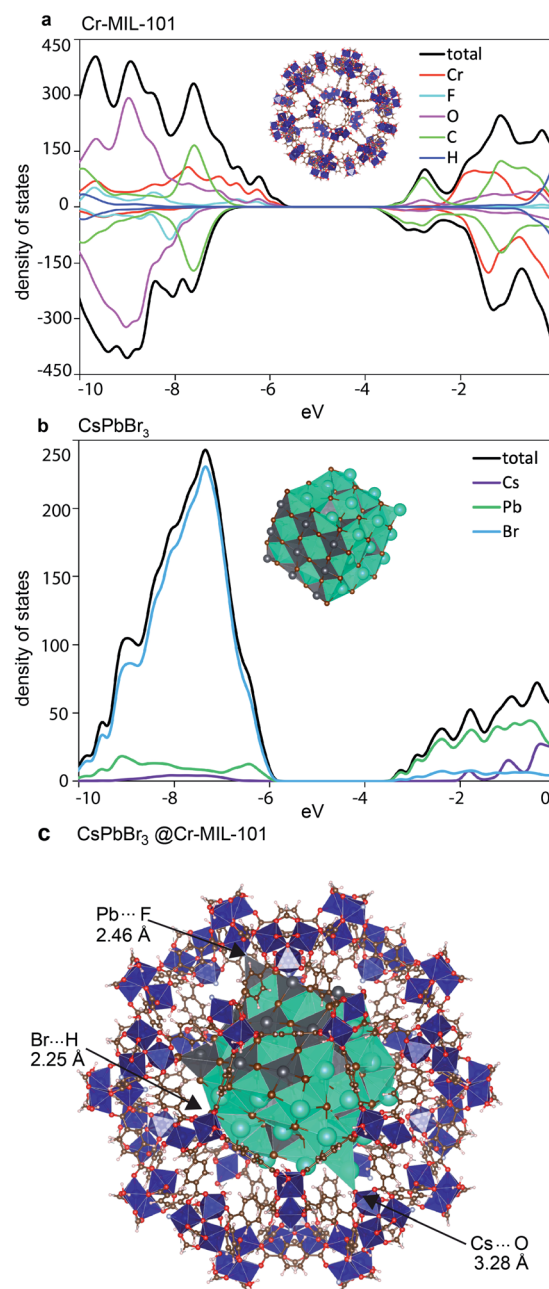 a Cr-MIL-101
450
300
150
0
-150
-300
-450
density of states
total
Cr
F
O
C
H
-10
-8
-6
-4
-2
eV
b CsPbBr₃
250
200
150
100
50
0
density of states
total
Cs
Pb
Br
-10
-8
-6
-4
-2
0
eV
c CsPbBr₃ @Cr-MIL-101
Pb ··· F
2.46 Å
Br···H
2.25 Å
Cs ··· O
3.28 Å